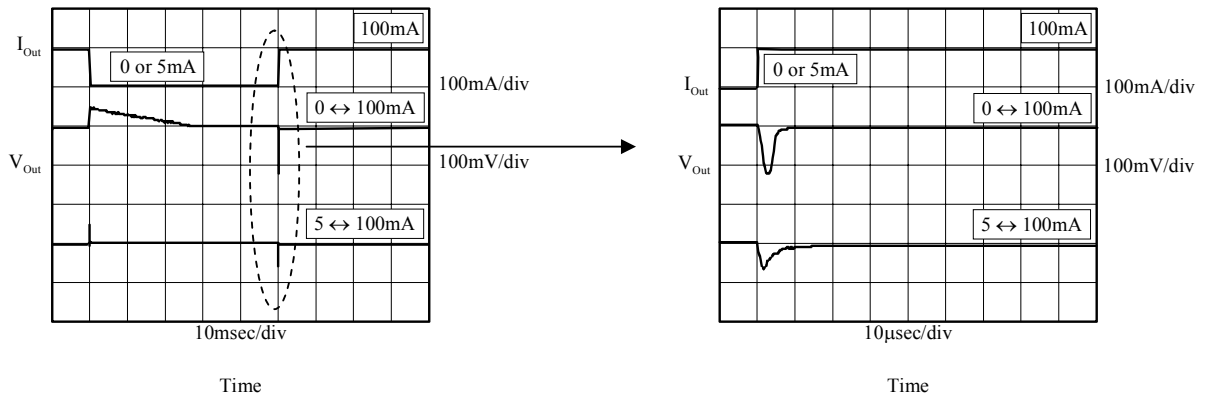 100mA
I_Out
0 or 5mA
100mA/div
0 ↔ 100mA
V_Out
100mV/div
5 ↔ 100mA
10msec/div
Time
100mA
0 or 5mA
I_Out
100mA/div
0 ↔ 100mA
V_Out
100mV/div
5 ↔ 100mA
10μsec/div
Time